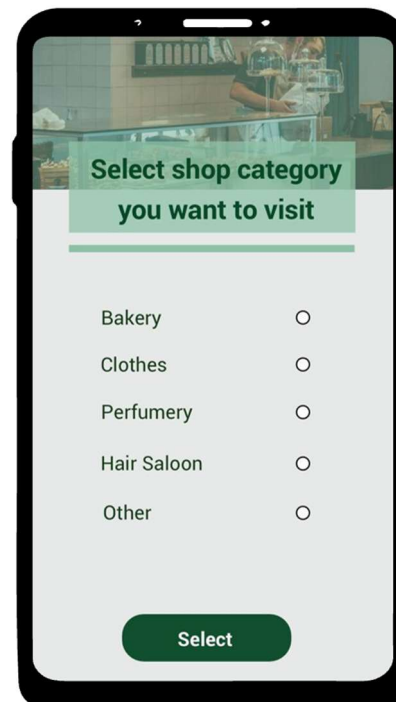 Select shop category
you want to visit
Bakery
Clothes
Perfumery
Hair Saloon
Other
Select